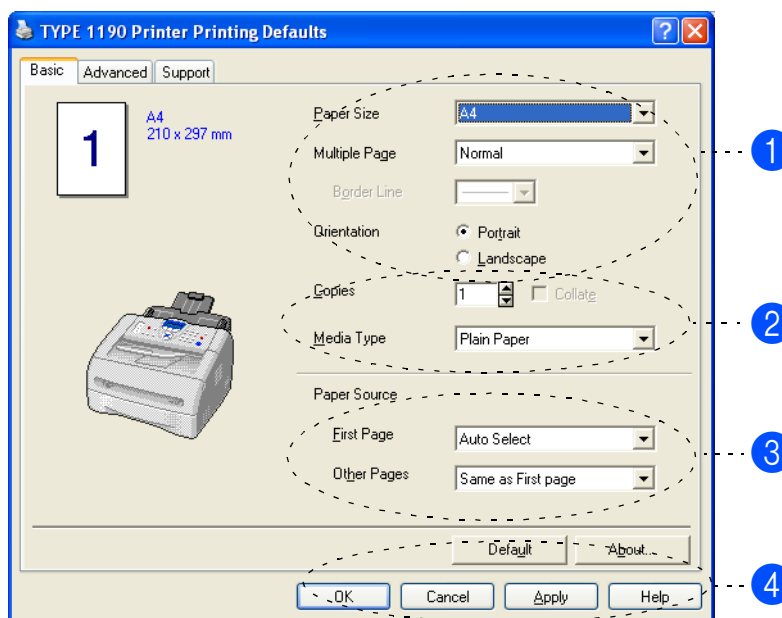 TYPE 1190 Printer Printing Defaults
Basic
Advanced
Support
1
A4
210 x 297 mm
Paper Size
A4
Multiple Page
Normal
Border Line
Orientation
Portrait
Landscape
1
Copies
1
Collate
Media Type
Plain Paper
2
Paper Source
First Page
Auto Select
Other Pages
Same as First page
3
Default
About...
OK
Cancel
Apply
Help
4